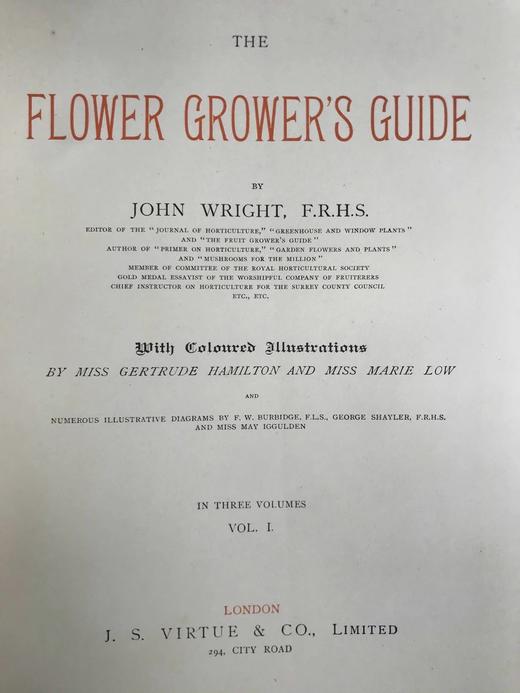 THE
FLOWER GROWER'S GUIDE
BY
JOHN WRIGHT, F.R.H.S.
EDITOR OF THE "JOURNAL OF HORTICULTURE," "GREENHOUSE AND WINDOW PLANTS"
AND "THE FRUIT GROWER'S GUIDE"
AUTHOR OF "PRIMER ON HORTICULTURE," "GARDEN FLOWERS AND PLANTS"
AND "MUSHROOMS FOR THE MILLION"
MEMBER OF COMMITTEE OF THE ROYAL HORTICULTURAL SOCIETY
GOLD MEDAL ESSAYIST OF THE WORSHIPFUL COMPANY OF FRUITERERS
CHIEF INSTRUCTOR ON HORTICULTURE FOR THE SURREY COUNTY COUNCIL
ETC., ETC.
With Coloured Illustrations
BY MISS GERTRUDE HAMILTON AND MISS MARIE LOW
AND
NUMEROUS ILLUSTRATIVE DIAGRAMS BY F. W. BURBIDGE, F.L.S., GEORGE SHAYLER, F.R.H.S.
AND MISS MAY IGGULDEN
IN THREE VOLUMES
VOL. I.
LONDON
J. S. VIRTUE & CO., LIMITED
294, CITY ROAD